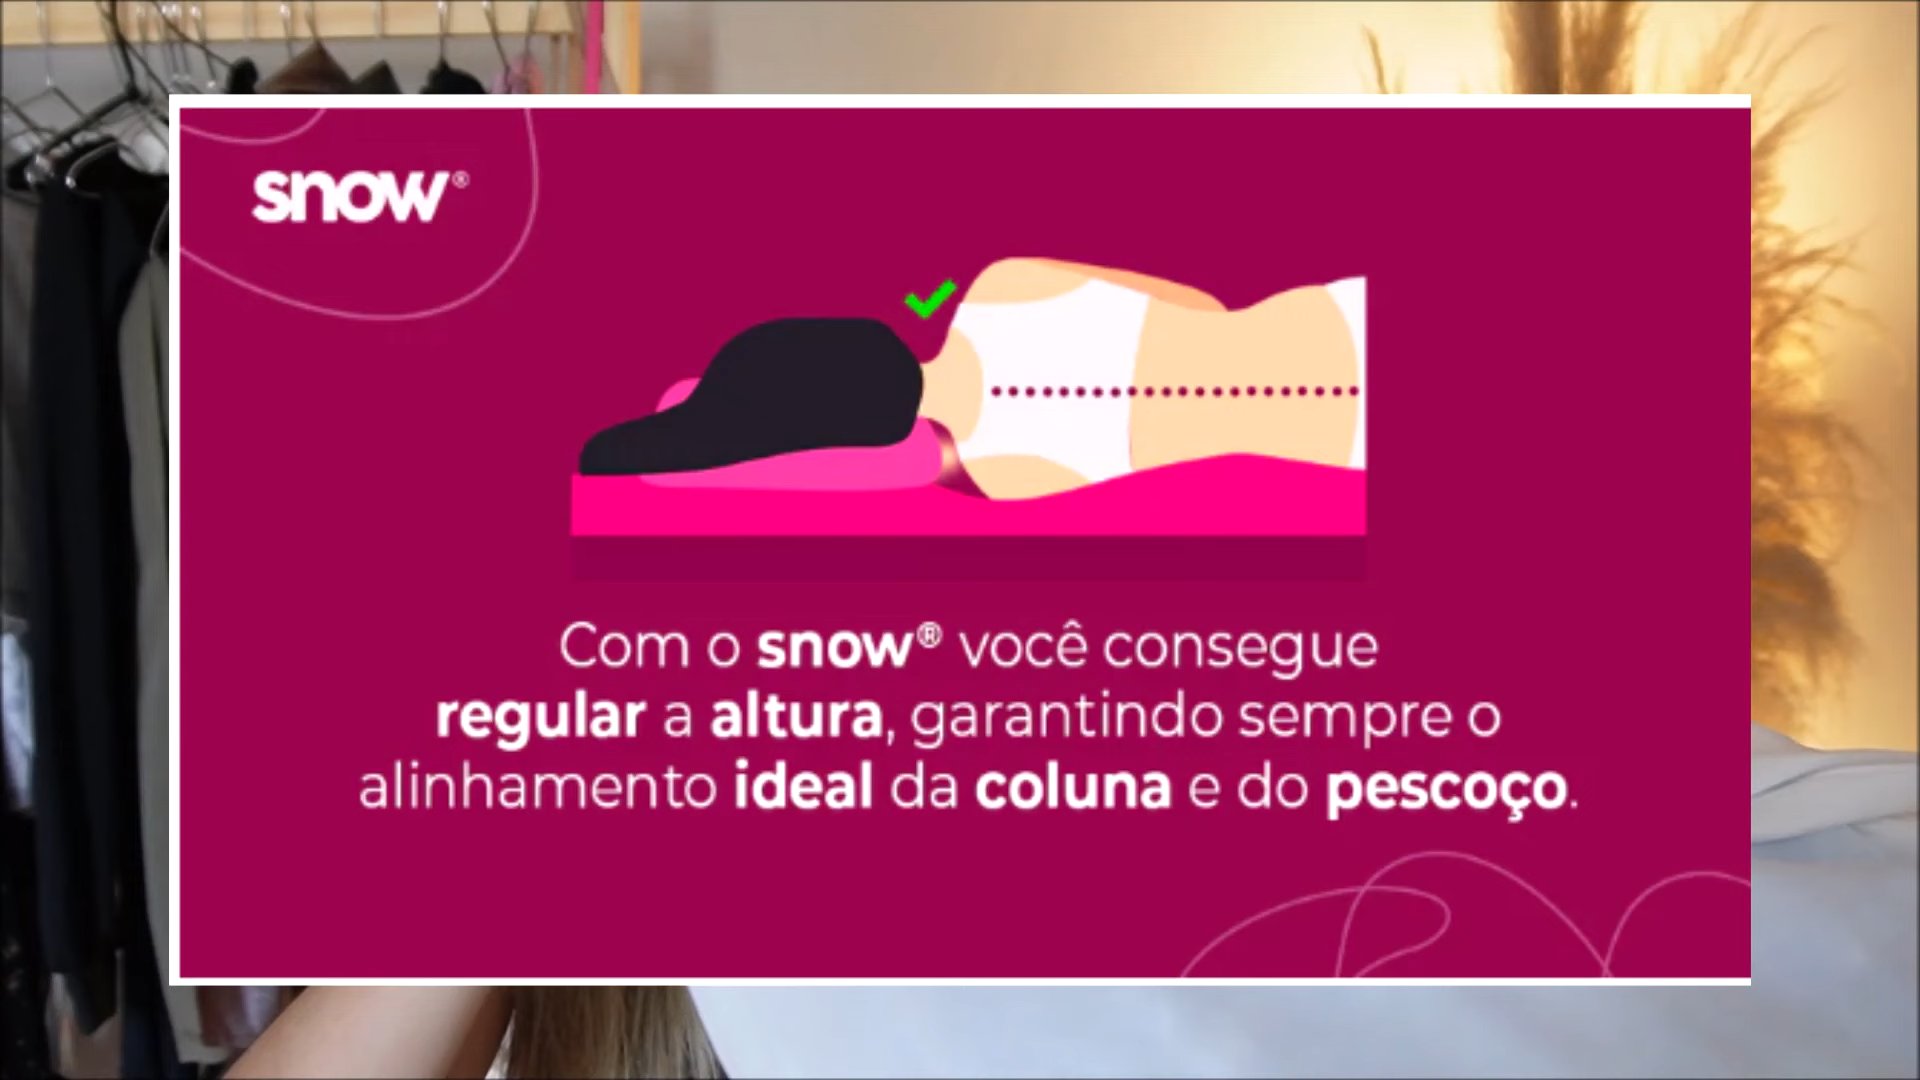 snow®
Com o snow® você consegue
regular a altura, garantindo sempre o
alinhamento ideal da coluna e do pescoço.